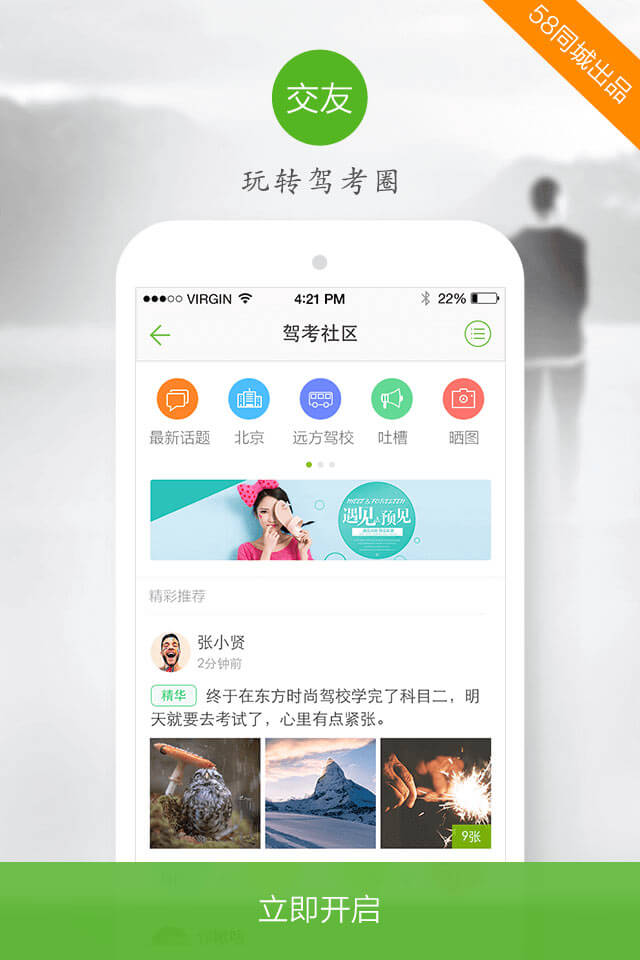 58同城出品
交友
玩转驾考圈
VIRGIN 4:21 PM 22%
驾考社区
最新话题 北京 远方驾校 吐槽 晒图
MEET & FORESEEN
遇见&预见
精彩推荐
张小贤
2分钟前
精华 终于在东方时尚驾校学完了科目二，明
天就要去考试了，心里有点紧张。
9张
立即开启